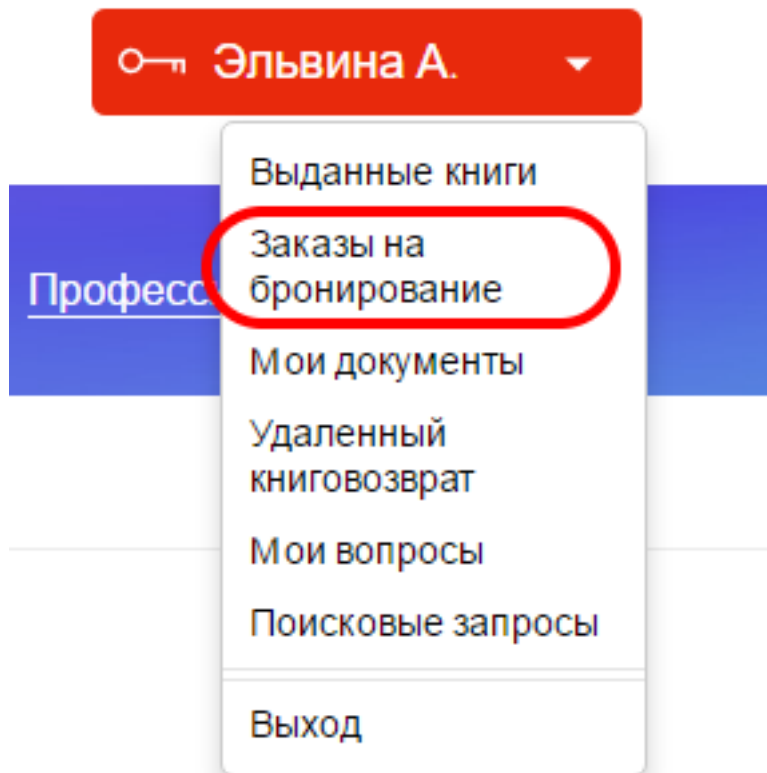 Эльвина А.
Выданные книги
Заказы на
бронирование
Мои документы
Удаленный
книговозврат
Мои вопросы
Поисковые запросы
Выход